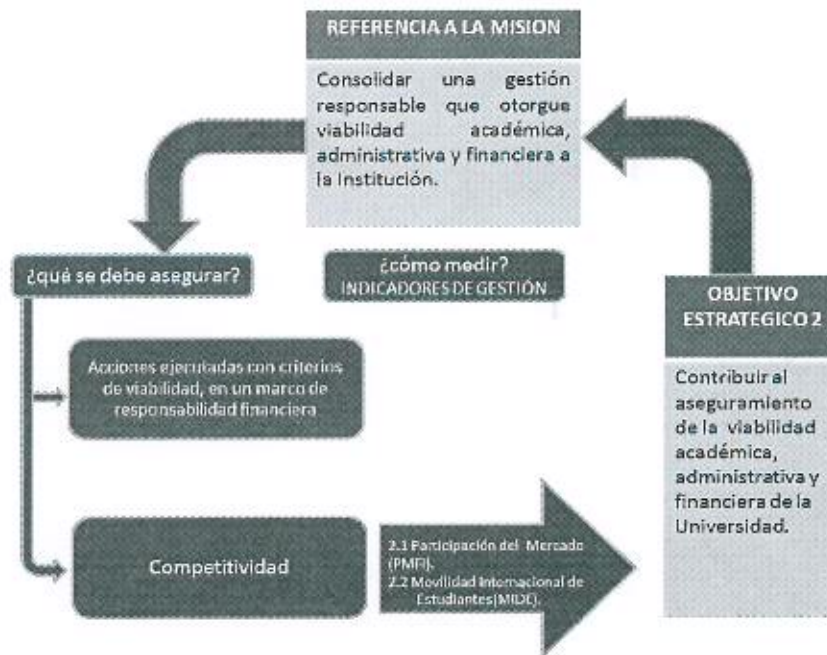 REFERENCIA A LA MISION
Consolidar una gestión
responsable que otorgue
viabilidad académica,
administrativa y financiera a
la Institución.
¿qué se debe asegurar?
¿cómo medir?
INDICADORES DE GESTIÓN
Acciones ejecutadas con criterios
de viabilidad, en un marco de
responsabilidad financiera
Competitividad
2.1 Participación del Mercado
(PMFI).
2.2 Movilidad Internacional de
Estudiantes(MIDE).
OBJETIVO
ESTRATEGICO 2
Contribuir al
aseguramiento
de la viabilidad
académica,
administrativa y
financiera de la
Universidad.